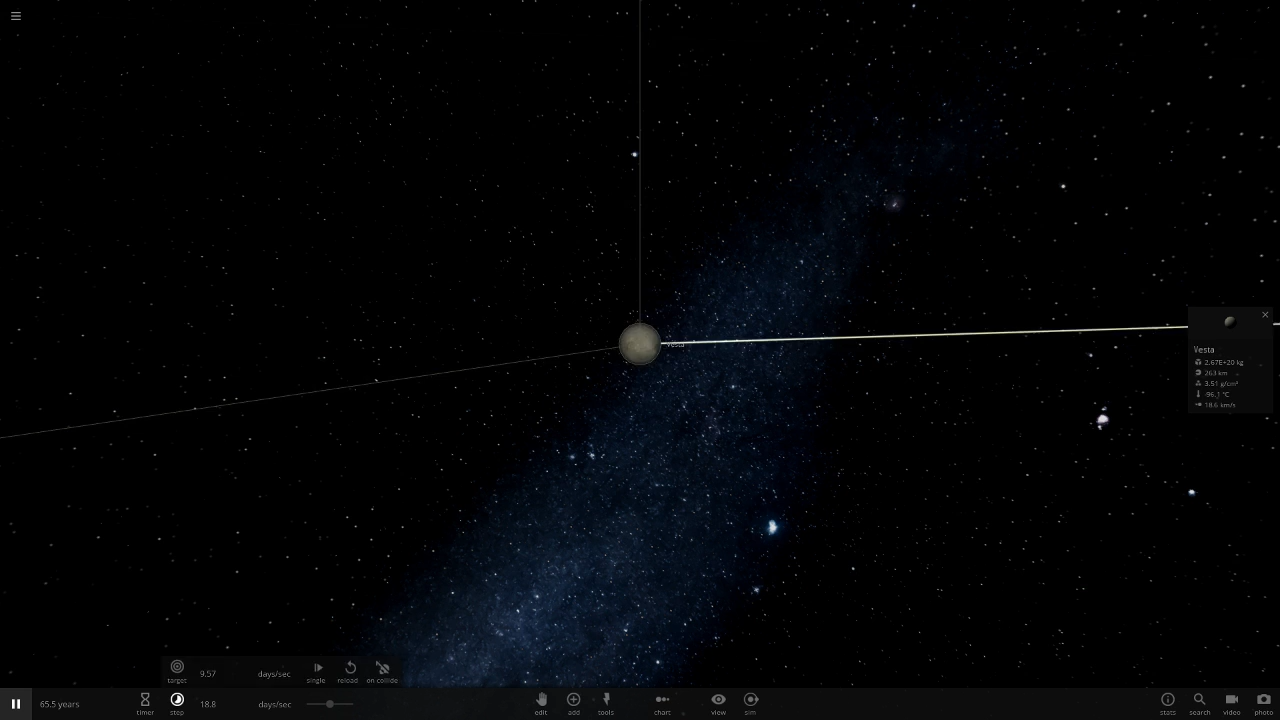 Vesta
Vesta
2.67E+20 kg
263 km
3.51 g/cm³
-96.1 °C
18.6 km/s
target
9.57
days/sec
single
reload
on collide
65.5 years
timer
step
18.8
days/sec
edit
add
tools
chart
view
sim
stats
search
video
photo